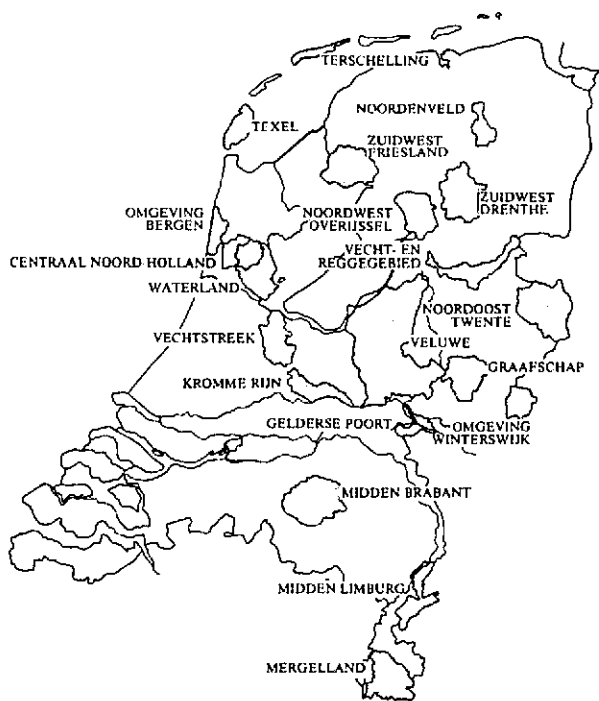 TERSCHELLING
NOORDENVELD
TEXEL
ZUIDWEST
FRIESLAND
ZUIDWEST
DRENTHE
OMGEVING
BERGEN
NOORDWEST
OVERIJSSEL
CENTRAAL NOORD-HOLLAND
VECHT- EN
REGGEGEBIED
WATERLAND
NOORDOOST
TWENTE
VECHTSTREEK
VELUWE
GRAAFSCHAP
KROMME RIJN
GELDERSE POORT
OMGEVING
WINTERSWIJK
MIDDEN BRABANT
MIDDEN LIMBURG
MERGELLAND